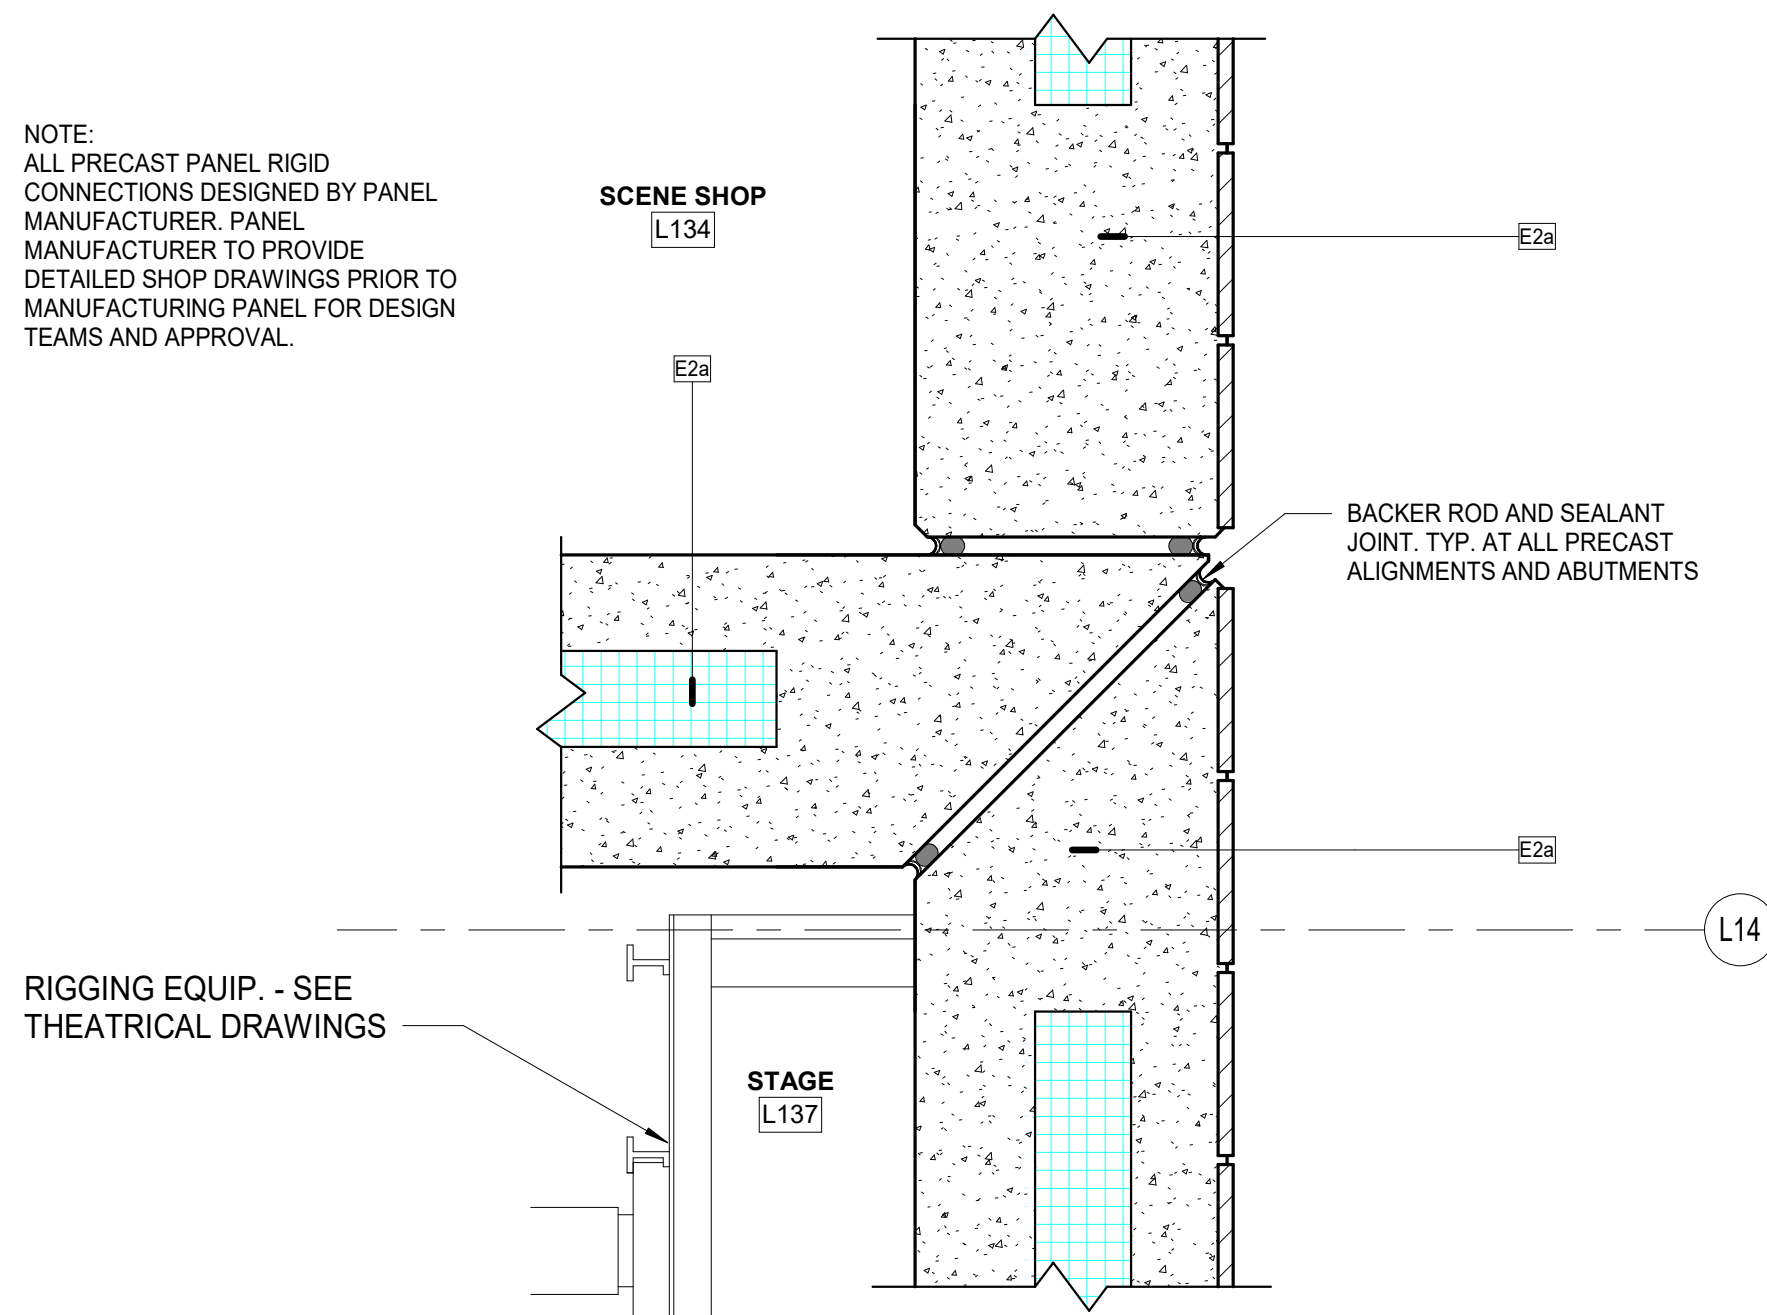 NOTE:
ALL PRECAST PANEL RIGID
CONNECTIONS DESIGNED BY PANEL
MANUFACTURER. PANEL
MANUFACTURER TO PROVIDE
DETAILED SHOP DRAWINGS PRIOR TO
MANUFACTURING PANEL FOR DESIGN
TEAMS AND APPROVAL.
SCENE SHOP
L134
E2a
E2a
BACKER ROD AND SEALANT
JOINT. TYP. AT ALL PRECAST
ALIGNMENTS AND ABUTMENTS
E2a
L14
RIGGING EQUIP. - SEE
THEATRICAL DRAWINGS
STAGE
L137